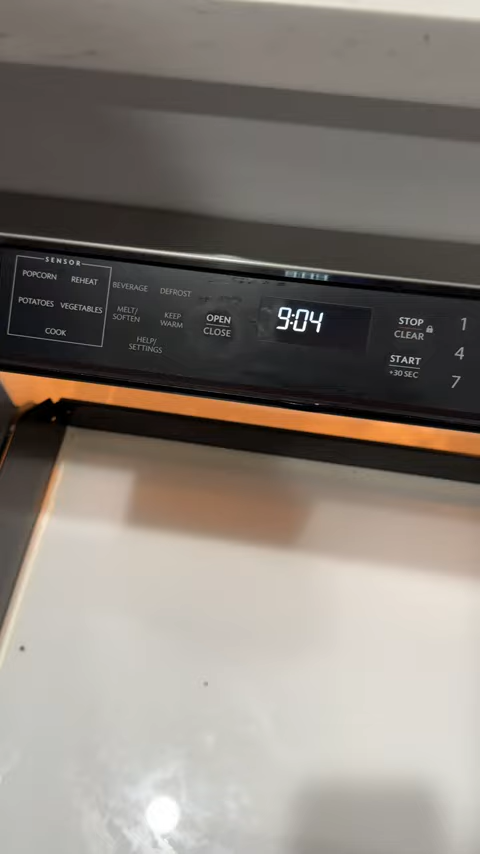 SENSOR
POPCORN REHEAT
POTATOES VEGETABLES
COOK
BEVERAGE DEFROST
MELT/
SOFTEN
KEEP
WARM
HELP/
SETTINGS
OPEN
CLOSE
9:04
STOP
CLEAR
START
+30 SEC
1
4
7